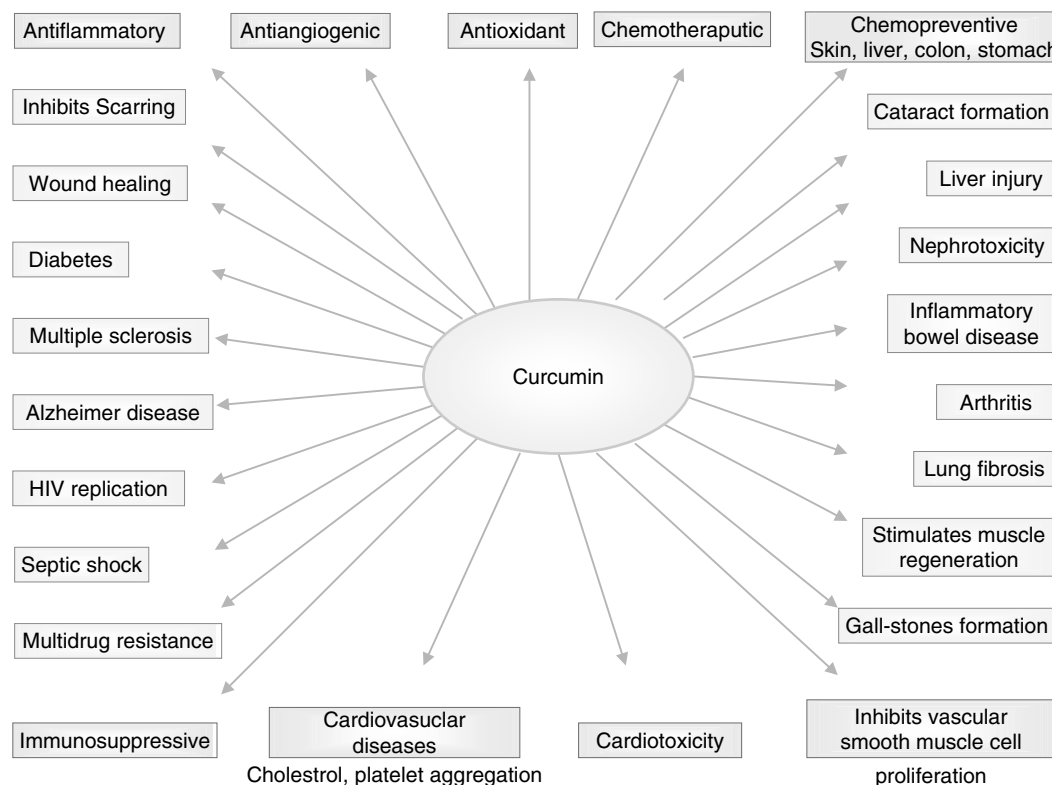 Antiflammatory
Antiangiogenic
Antioxidant
Chemotheraputic
Chemopreventive
Skin, liver, colon, stomach
Inhibits Scarring
Cataract formation
Wound healing
Liver injury
Diabetes
Nephrotoxicity
Multiple sclerosis
Inflammatory
bowel disease
Curcumin
Alzheimer disease
Arthritis
HIV replication
Lung fibrosis
Septic shock
Stimulates muscle
regeneration
Multidrug resistance
Gall-stones formation
Immunosuppressive
Cardiovasuclar
diseases
Cholestrol, platelet aggregation
Cardiotoxicity
Inhibits vascular
smooth muscle cell
proliferation